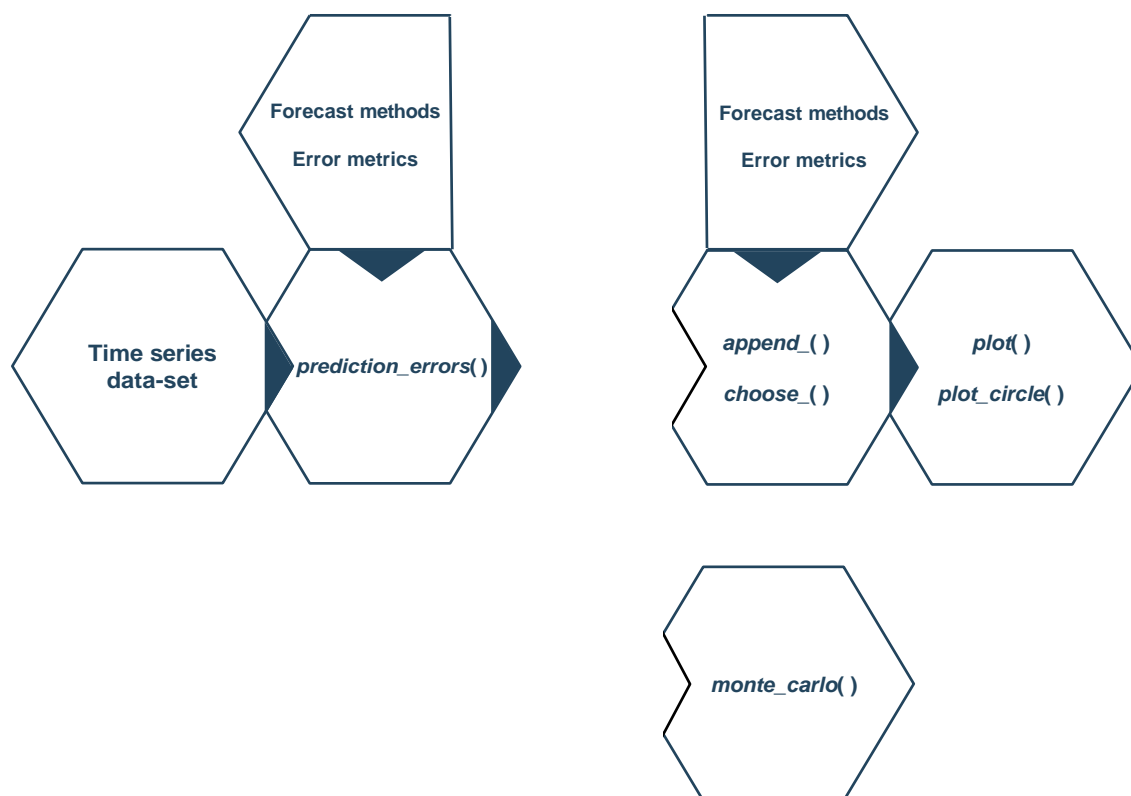 Forecast methods
Error metrics
Forecast methods
Error metrics
Time series
data-set
prediction_errors( )
append_( )
choose_( )
plot( )
plot_circle( )
monte_carlo( )